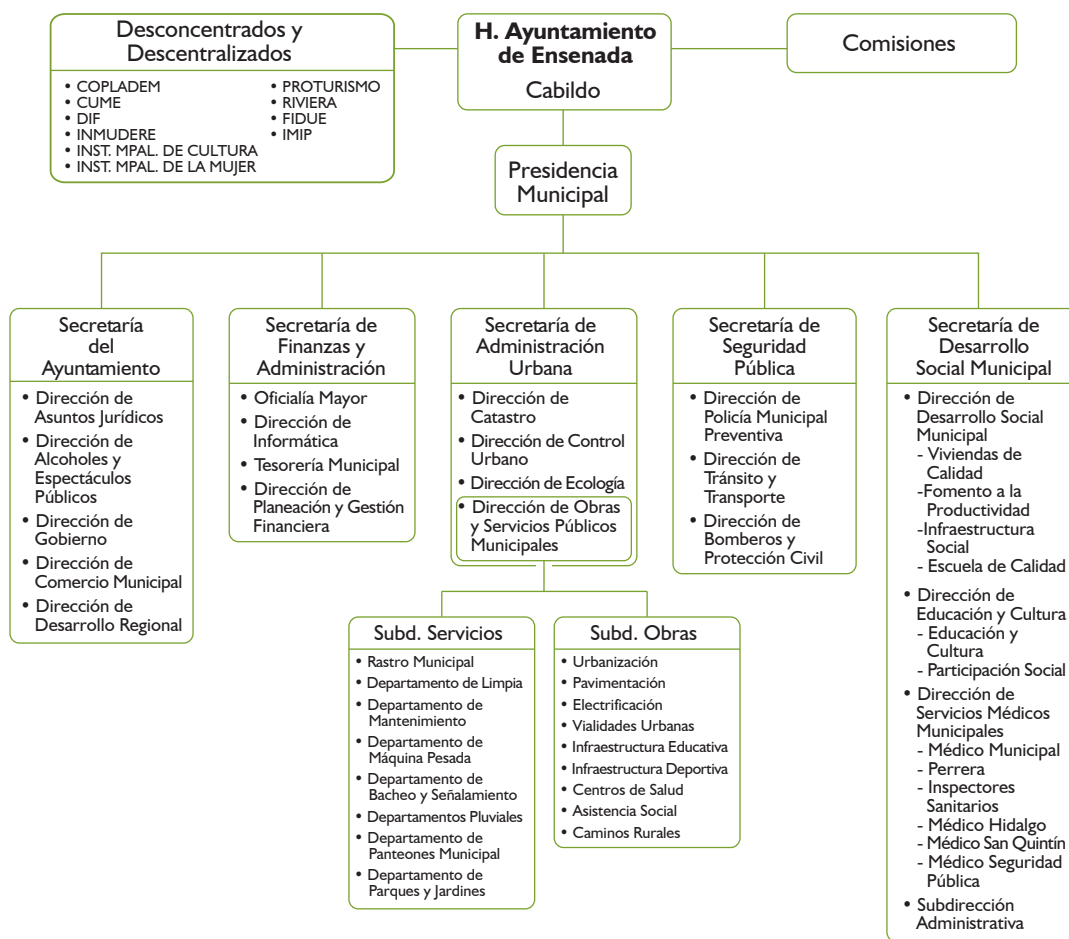 Desconcentrados y
Descentralizados
• COPLADEM
• CUME
• DIF
• INMUDERE
• INST. MPAL. DE CULTURA
• INST. MPAL. DE LA MUJER
• PROTURISMO
• RIVIERA
• FIDUE
• IMIP
H. Ayuntamiento
de Ensenada
Cabildo
Comisiones
Presidencia
Municipal
Secretaría
del
Ayuntamiento
• Dirección de
Asuntos Jurídicos
• Dirección de
Alcoholes y
Espectáculos
Públicos
• Dirección de
Gobierno
• Dirección de
Comercio Municipal
• Dirección de
Desarrollo Regional
Secretaría de
Finanzas y
Administración
• Oficialía Mayor
• Dirección de
Informática
• Tesorería Municipal
• Dirección de
Planeación y Gestión
Financiera
Secretaría de
Administración
Urbana
• Dirección de
Catastro
• Dirección de Control
Urbano
• Dirección de Ecología
• Dirección de Obras
y Servicios Públicos
Municipales
Subd. Servicios
• Rastro Municipal
• Departamento de Limpia
• Departamento de
Mantenimiento
• Departamento de
Máquina Pesada
• Departamento de
Bacheo y Señalamiento
• Departamentos Pluviales
• Departamento de
Panteones Municipal
• Departamento de
Parques y Jardines
Subd. Obras
• Urbanización
• Pavimentación
• Electrificación
• Vialidades Urbanas
• Infraestructura Educativa
• Infraestructura Deportiva
• Centros de Salud
• Asistencia Social
• Caminos Rurales
Secretaría de
Seguridad
Pública
• Dirección de
Policía Municipal
Preventiva
• Dirección de
Tránsito y
Transporte
• Dirección de
Bomberos y
Protección Civil
Secretaría de
Desarrollo
Social Municipal
• Dirección de
Desarrollo Social
Municipal
- Viviendas de
Calidad
-Fomento a la
Productividad
-Infraestructura
Social
- Escuela de Calidad
• Dirección de
Educación y Cultura
- Educación y
Cultura
- Participación Social
• Dirección de
Servicios Médicos
Municipales
- Médico Municipal
- Perrera
- Inspectores
Sanitarios
- Médico Hidalgo
- Médico San Quintín
- Médico Seguridad
Pública
• Subdirección
Administrativa